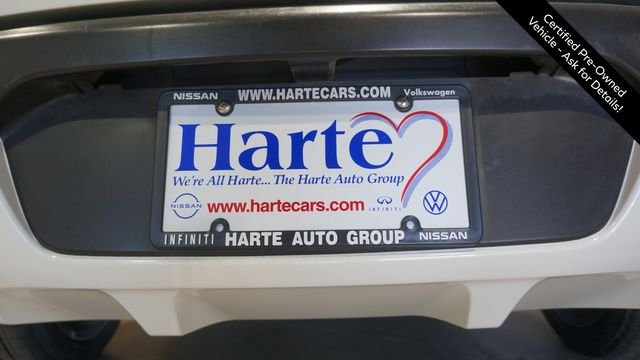 Certified Pre-Owned
Vehicle - Ask for Details!
NISSAN WWW.HARTECARS.COM Volkswagen
Harte
We're All Harte... The Harte Auto Group
NISSAN www.hartecars.com INFINITI
INFINITI HARTE AUTO GROUP NISSAN